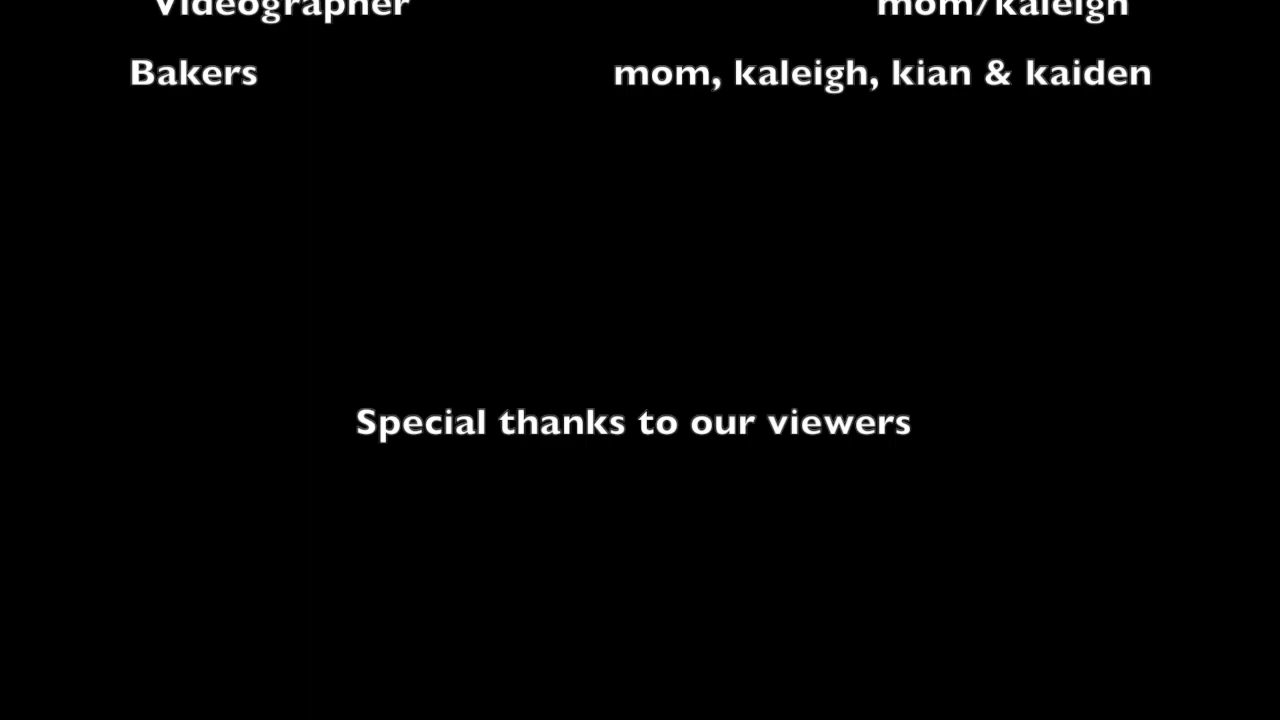 Videographer mom/kaleigh
Bakers mom, kaleigh, kian & kaiden
Special thanks to our viewers